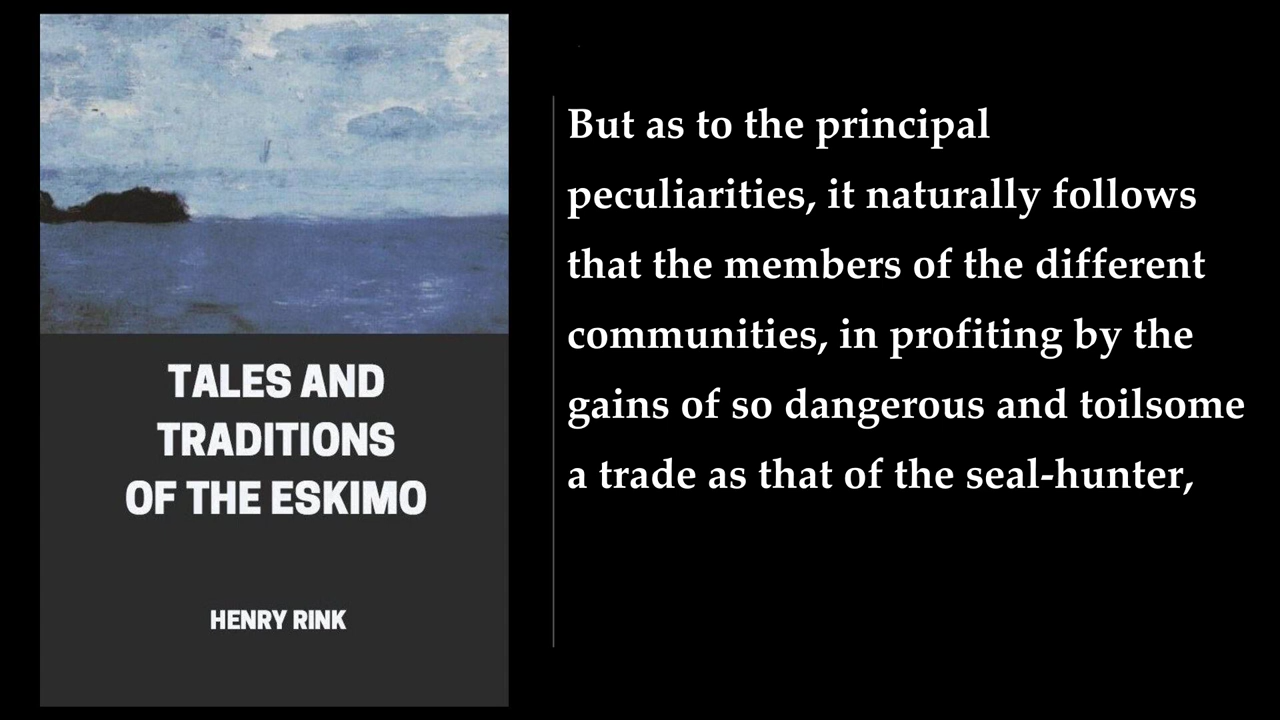 TALES AND
TRADITIONS
OF THE ESKIMO
HENRY RINK
But as to the principal
peculiarities, it naturally follows
that the members of the different
communities, in profiting by the
gains of so dangerous and toilsome
a trade as that of the seal-hunter,